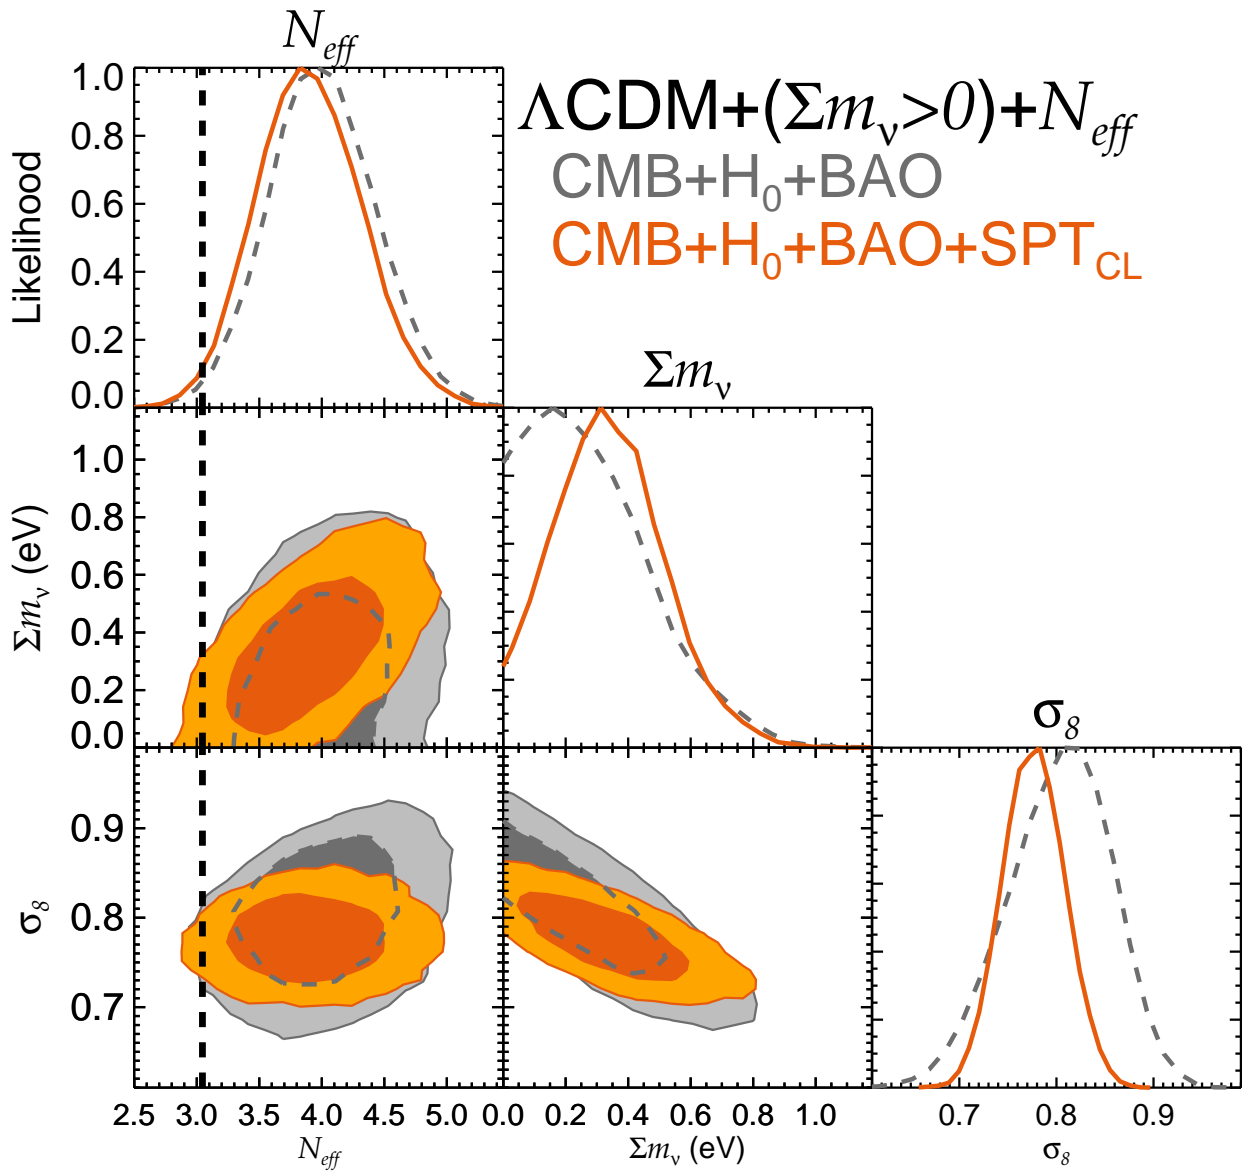 N_eff
ΛCDM+(Σm_ν>0)+N_eff
CMB+H_0+BAO
CMB+H_0+BAO+SPT_CL
Likelihood
1.0
0.8
0.6
0.4
0.2
0.0
Σm_ν
Σm_ν (eV)
1.0
0.8
0.6
0.4
0.2
0.0
σ_8
σ_8
0.9
0.8
0.7
2.5 3.0 3.5 4.0 4.5 5.0
N_eff
0.0 0.2 0.4 0.6 0.8 1.0
Σm_ν (eV)
0.7 0.8 0.9
σ_8